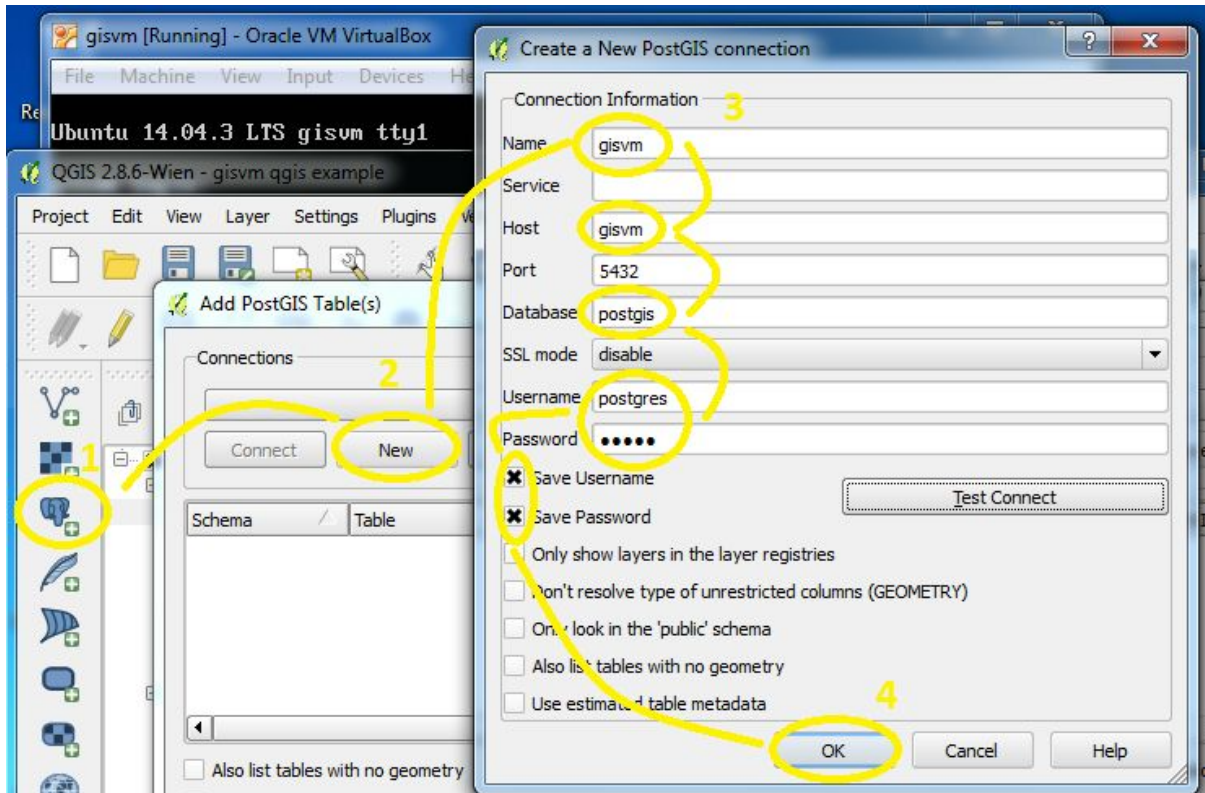 gisvm [Running] - Oracle VM VirtualBox
File Machine View Input Devices
Ubuntu 14.04.3 LTS gisvm tty1
QGIS 2.8.6-Wien - gisvm qgis example
Project Edit View Layer Settings Plugins
Add PostGIS Table(s)
Connections
2
Connect New
1
Schema Table
Also list tables with no geometry
Create a New PostGIS connection
Connection Information
3
Name gisvm
Service
Host gisvm
Port 5432
Database postgis
SSL mode disable
Username postgres
Password
Save Username
Test Connect
Save Password
Only show layers in the layer registries
Don't resolve type of unrestricted columns (GEOMETRY)
Only look in the 'public' schema
Also list tables with no geometry
Use estimated table metadata
4
OK Cancel Help